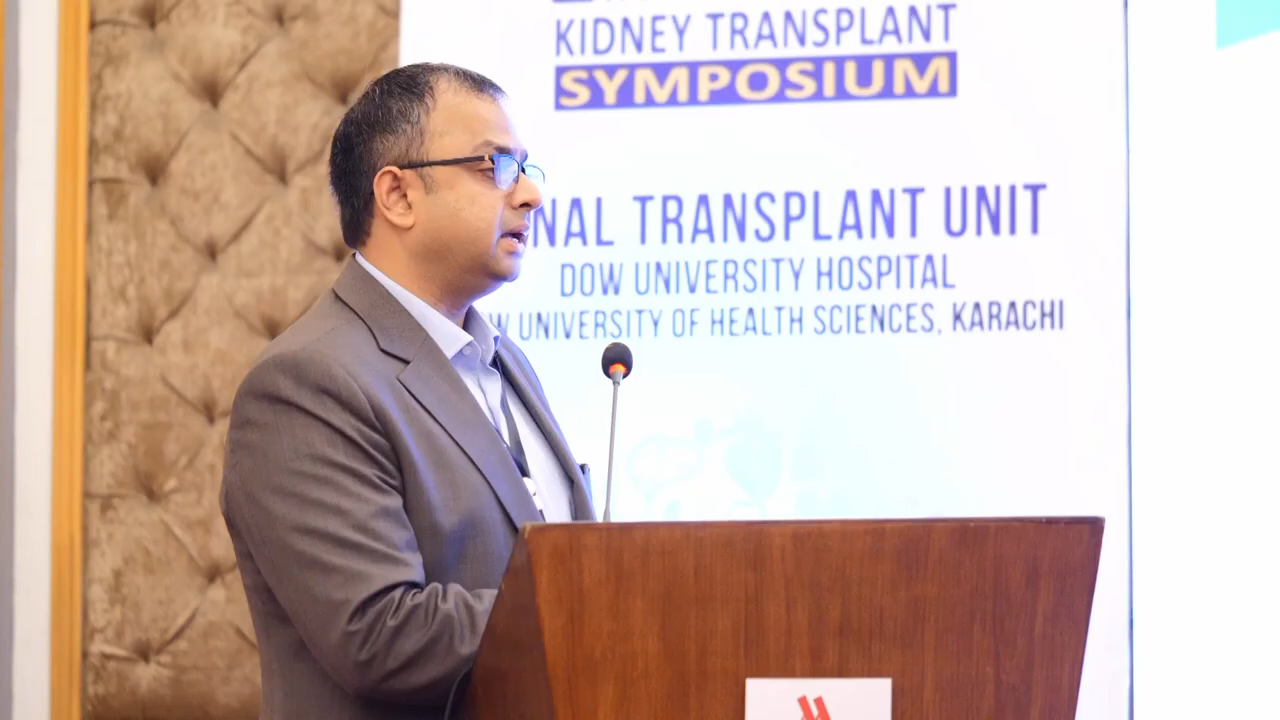 KIDNEY TRANSPLANT
SYMPOSIUM
NAL TRANSPLANT UNIT
DOW UNIVERSITY HOSPITAL
W UNIVERSITY OF HEALTH SCIENCES, KARACHI